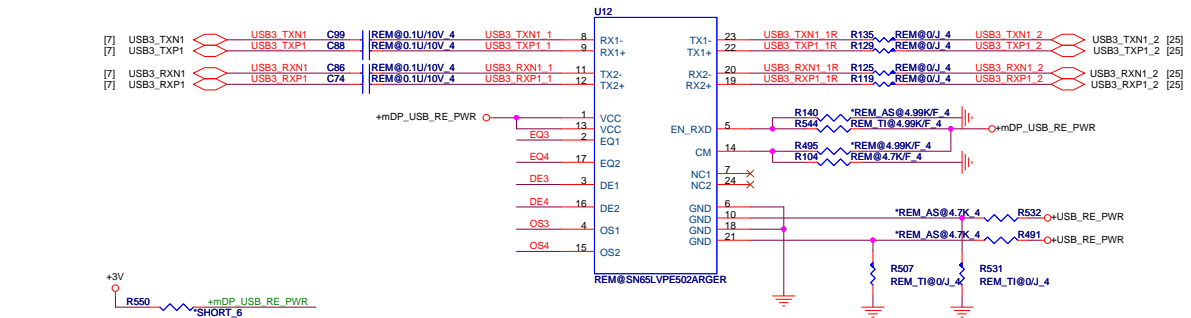 U12
[7] USB3_TXN1 USB3_TXN1 C99 REM@0.1U/10V_4 USB3_TXN1_1 8 RX1- TX1- 23 USB3_TXN1_1R R135 REM@0/J_4 USB3_TXN1_2 USB3_TXN1_2 [25]
[7] USB3_TXP1 USB3_TXP1 C88 REM@0.1U/10V_4 USB3_TXP1_1 9 RX1+ TX1+ 22 USB3_TXP1_1R R129 REM@0/J_4 USB3_TXP1_2 USB3_TXP1_2 [25]
[7] USB3_RXN1 USB3_RXN1 C86 REM@0.1U/10V_4 USB3_RXN1_1 11 TX2- RX2- 20 USB3_RXN1_1R R125 REM@0/J_4 USB3_RXN1_2 USB3_RXN1_2 [25]
[7] USB3_RXP1 USB3_RXP1 C74 REM@0.1U/10V_4 USB3_RXP1_1 12 TX2+ RX2+ 19 USB3_RXP1_1R R119 REM@0/J_4 USB3_RXP1_2 USB3_RXP1_2 [25]
R140 *REM_AS@4.99K/F_4
+mDP_USB_RE_PWR 1 VCC
13 VCC EN_RXD 5 R544 REM_TI@4.99K/F_4 +mDP_USB_RE_PWR
EQ3 2 EQ1
R495 *REM@4.99K/F_4
CM 14
EQ4 17 EQ2 R104 REM@4.7K/F_4
NC1 7
DE3 3 DE1 NC2 24
DE4 16 DE2 GND 6
GND 10 *REM_AS@4.7K_4 R532 +USB_RE_PWR
OS3 4 OS1 GND 18
GND 21 *REM_AS@4.7K_4 R491 +USB_RE_PWR
OS4 15 OS2
R507 R531
REM@SN65LVPE502ARGER REM_TI@0/J_4 REM_TI@0/J_4
+3V
R550 +mDP_USB_RE_PWR
*SHORT_6